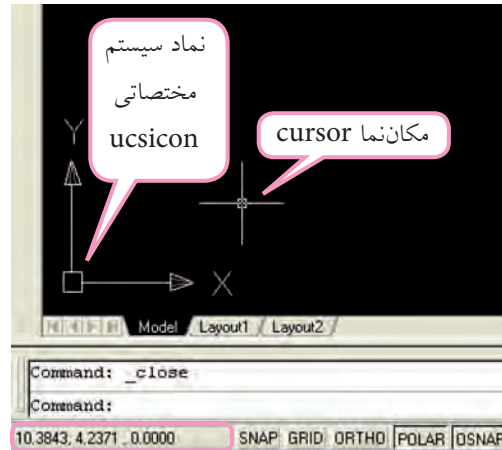 نماد سیستم
مختصاتی
ucsicon
مکان‌نما cursor
Y
X
Model Layout1 Layout2
Command: _close
Command:
10.3843, 4.2371 , 0.0000 SNAP GRID ORTHO POLAR OSNAP